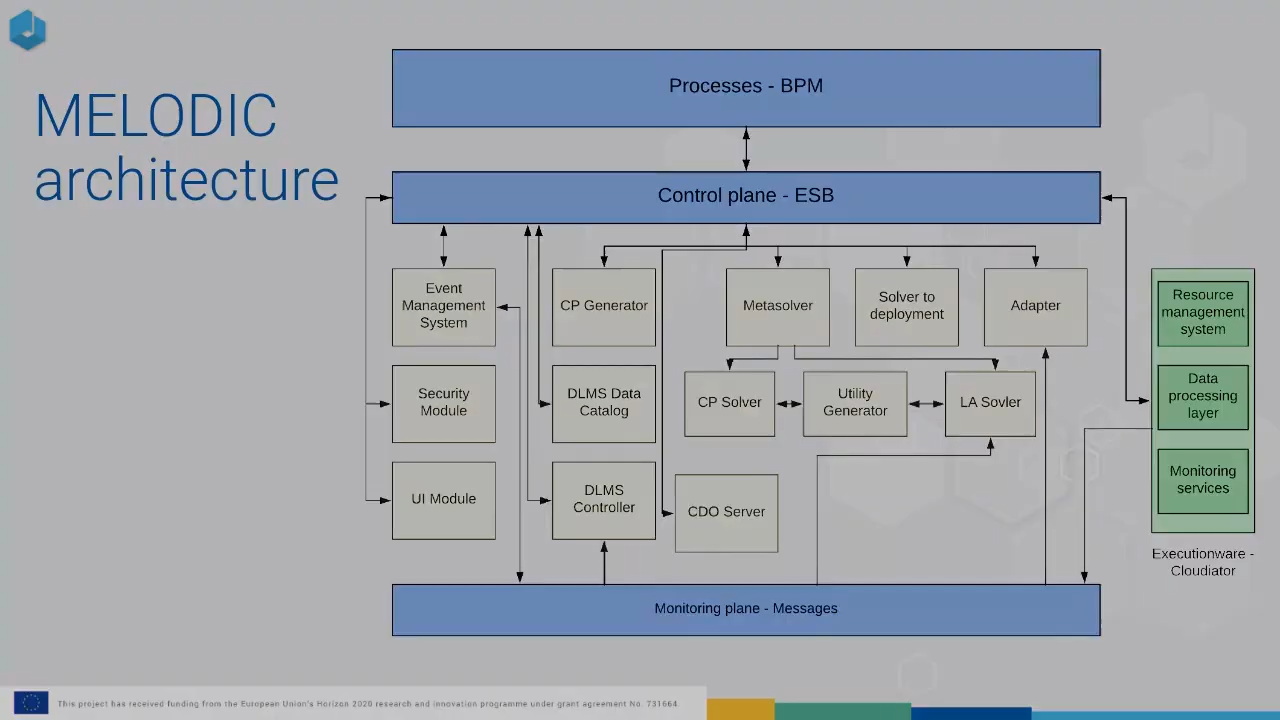 MELODIC
architecture
Processes - BPM
Control plane - ESB
Event
Management
System
CP Generator
Metasolver
Solver to
deployment
Adapter
Resource
management
system
Security
Module
DLMS Data
Catalog
CP Solver
Utility
Generator
LA Sovler
Data
processing
layer
UI Module
DLMS
Controller
CDO Server
Monitoring
services
Executionware -
Cloudiator
Monitoring plane - Messages
This project has received funding from the European Union's Horizon 2020 research and innovation programme under grant agreement No. 731664.